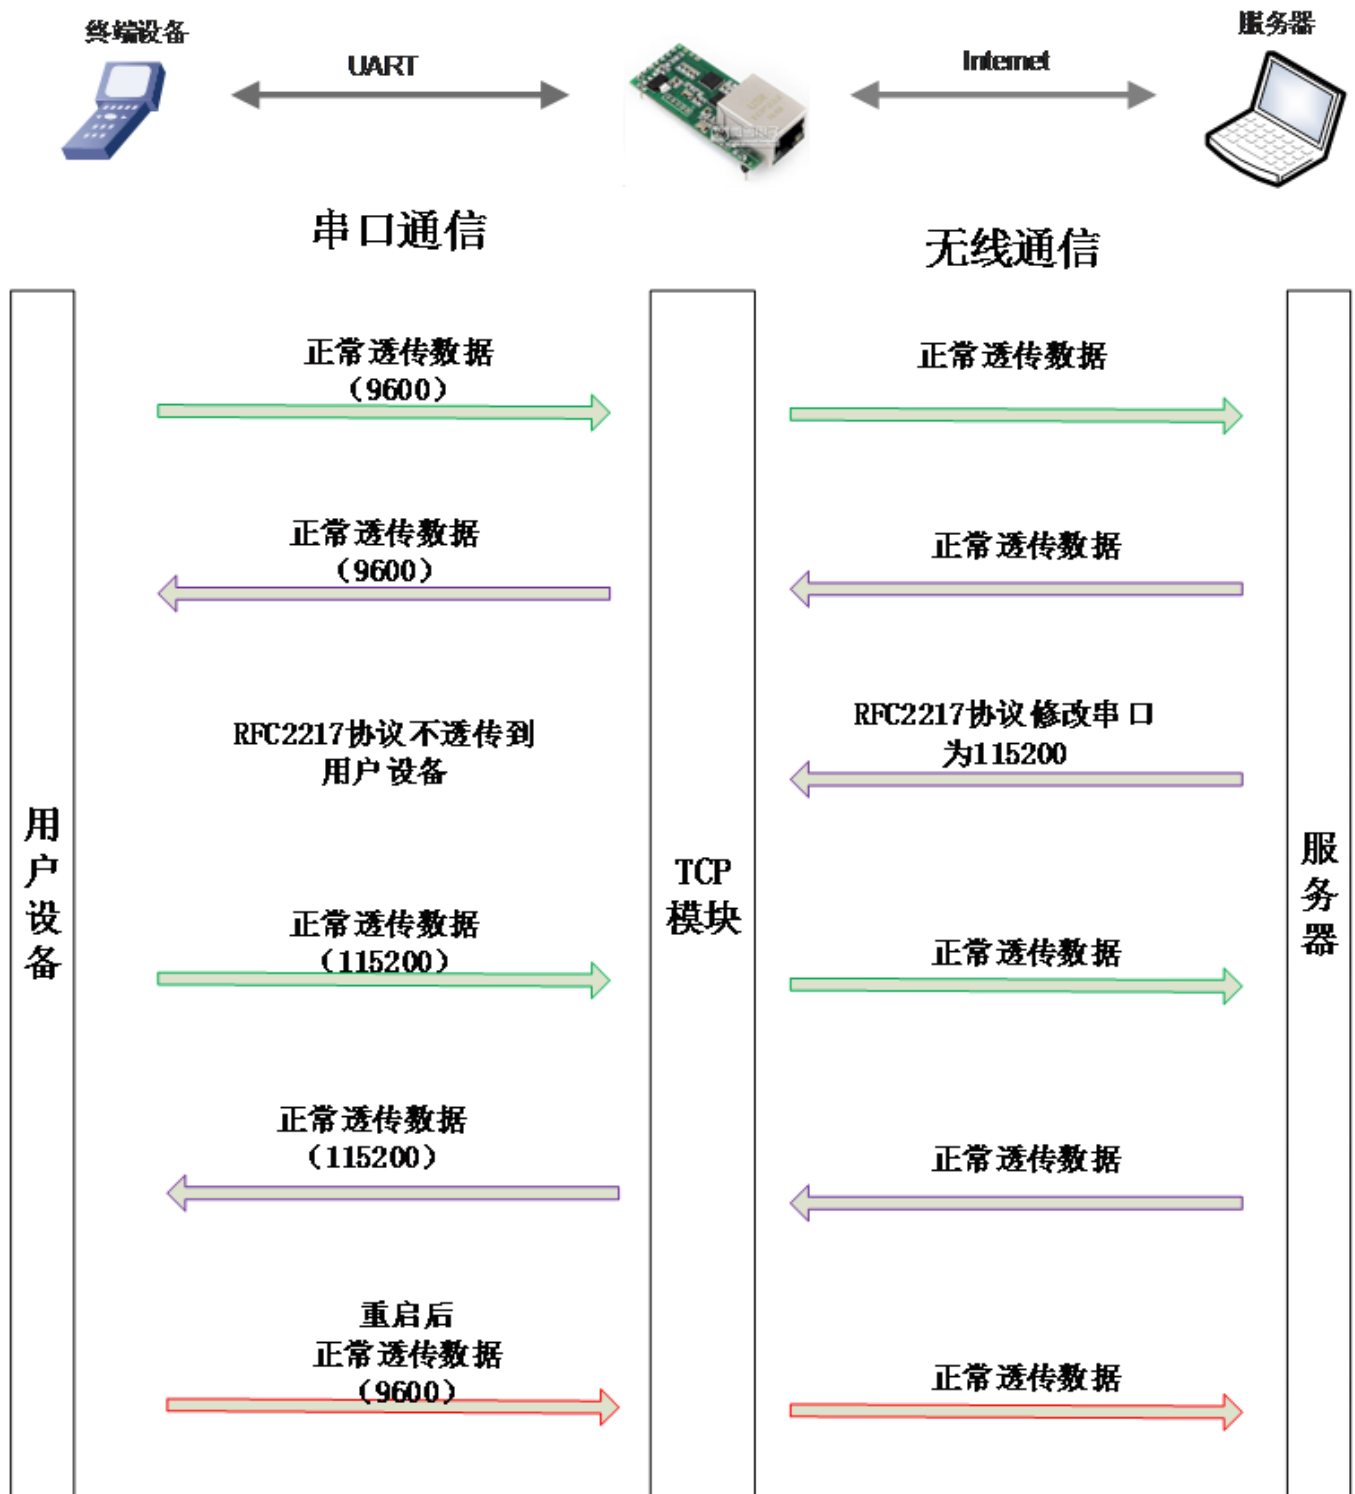 终端设备
UART
Internet
服务器
串口通信
无线通信
正常透传数据
（9600）
正常透传数据
正常透传数据
（9600）
正常透传数据
RFC2217协议不透传到
用户设备
RFC2217协议修改串口
为115200
用户设备
TCP
模块
服务器
正常透传数据
（115200）
正常透传数据
正常透传数据
（115200）
正常透传数据
重启后
正常透传数据
（9600）
正常透传数据